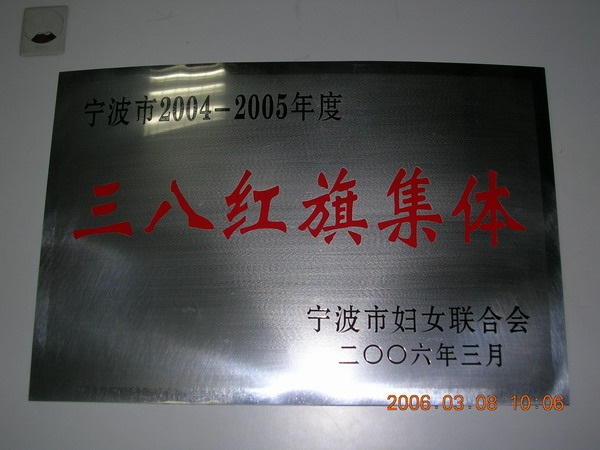 宁波市2004-2005年度
三八红旗集体
宁波市妇女联合会
二〇〇六年三月
2006.03.08 10:06